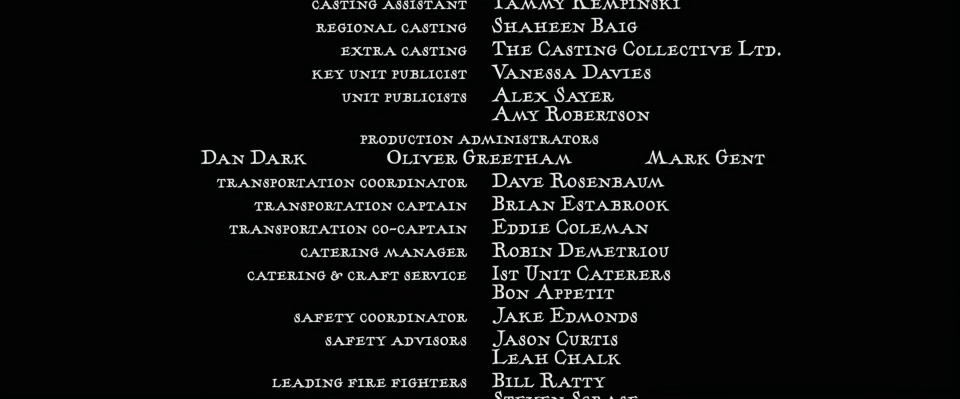 CASTING ASSISTANT TAMMY KEMPINSKI
REGIONAL CASTING SHAHEEN BAIG
EXTRA CASTING THE CASTING COLLECTIVE LTD.
KEY UNIT PUBLICIST VANESSA DAVIES
UNIT PUBLICISTS ALEX SAYER
AMY ROBERTSON
PRODUCTION ADMINISTRATORS
DAN DARK OLIVER GREETHAM MARK GENT
TRANSPORTATION COORDINATOR DAVE ROSENBAUM
TRANSPORTATION CAPTAIN BRIAN ESTABROOK
TRANSPORTATION CO-CAPTAIN EDDIE COLEMAN
CATERING MANAGER ROBIN DEMETRIOU
CATERING & CRAFT SERVICE 1ST UNIT CATERERS
BON APPETIT
SAFETY COORDINATOR JAKE EDMONDS
SAFETY ADVISORS JASON CURTIS
LEAH CHALK
LEADING FIRE FIGHTERS BILL RATTY
STEVEN